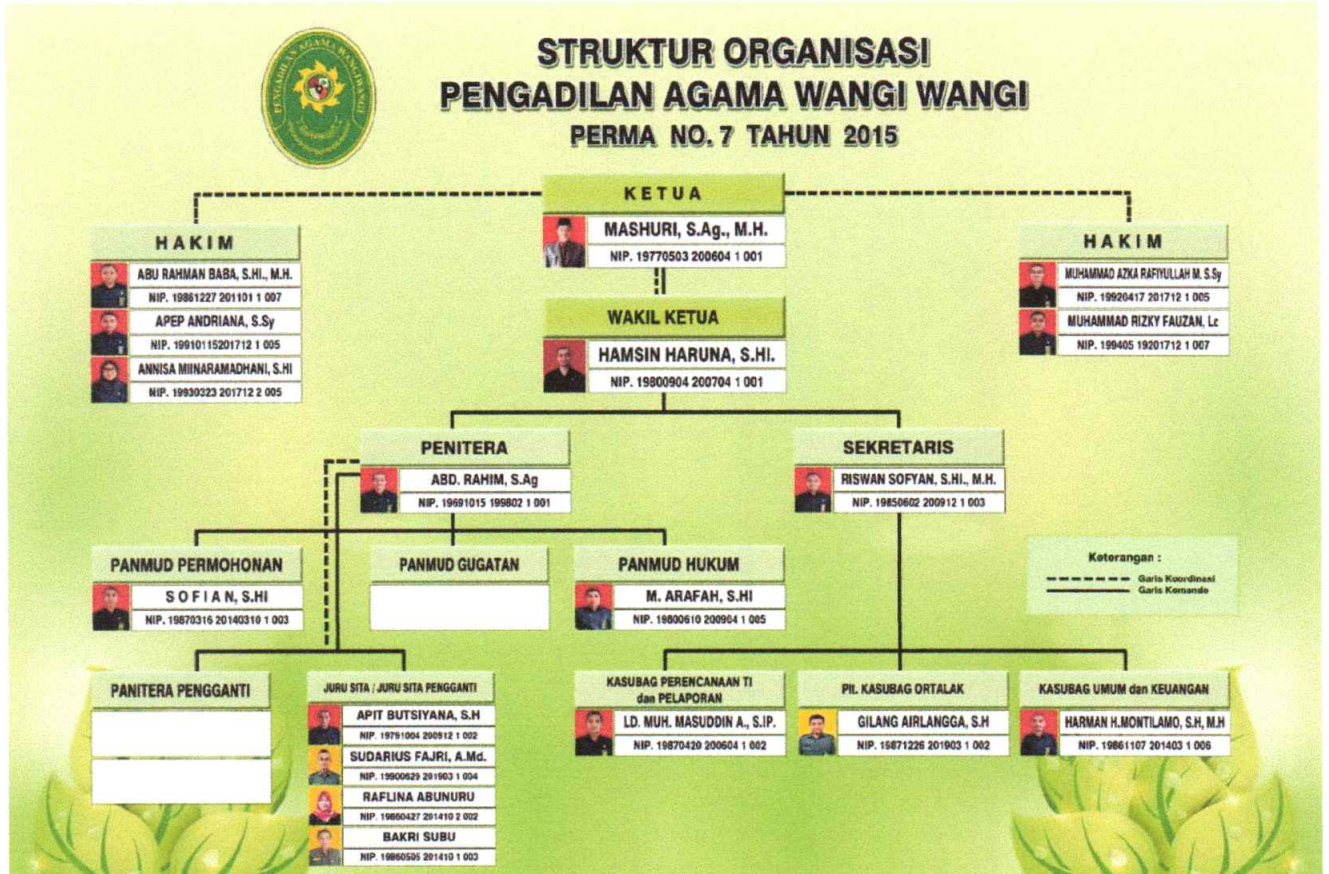 PENGADILAN AGAMA WANGI WANGI
STRUKTUR ORGANISASI
PENGADILAN AGAMA WANGI WANGI
PERMA NO. 7 TAHUN 2015
KETUA
MASHURI, S.Ag., M.H.
NIP. 19770503 200604 1 001
HAKIM
ABU RAHMAN BABA, S.HI., M.H.
NIP. 19861227 201101 1 007
APEP ANDRIANA, S.Sy
NIP. 19910115201712 1 005
ANNISA MIINARAMADHANI, S.HI
NIP. 19930323 201712 2 005
HAKIM
MUHAMMAD AZKA RAFIYULLAH M. S.Sy
NIP. 19920417 201712 1 005
MUHAMMAD RIZKY FAUZAN, Lc
NIP. 199405 19201712 1 007
WAKIL KETUA
HAMSIN HARUNA, S.HI.
NIP. 19800904 200704 1 001
PENITERA
ABD. RAHIM, S.Ag
NIP. 19691015 199802 1 001
SEKRETARIS
RISWAN SOFYAN, S.HI., M.H.
NIP. 19850602 200912 1 003
PANMUD PERMOHONAN
SOFIAN, S.HI
NIP. 19870316 20140310 1 003
PANMUD GUGATAN
PANMUD HUKUM
M. ARAFAH, S.HI
NIP. 19800610 200904 1 005
Keterangan :
Garis Koordinasi
Garis Komando
PANITERA PENGGANTI
JURU SITA / JURU SITA PENGGANTI
APIT BUTSIYANA, S.H
NIP. 19791004 200912 1 002
SUDARIUS FAJRI, A.Md.
NIP. 19900629 201903 1 004
RAFLINA ABUNURU
NIP. 19860427 201410 2 002
BAKRI SUBU
NIP. 19860505 201410 1 003
KASUBAG PERENCANAAN TI
dan PELAPORAN
LD. MUH. MASUDDIN A., S.IP.
NIP. 19870420 200604 1 002
Plt. KASUBAG ORTALAK
GILANG AIRLANGGA, S.H
NIP. 19871226 201903 1 002
KASUBAG UMUM dan KEUANGAN
HARMAN H.MONTILAMO, S.H, M.H
NIP. 19861107 201403 1 006